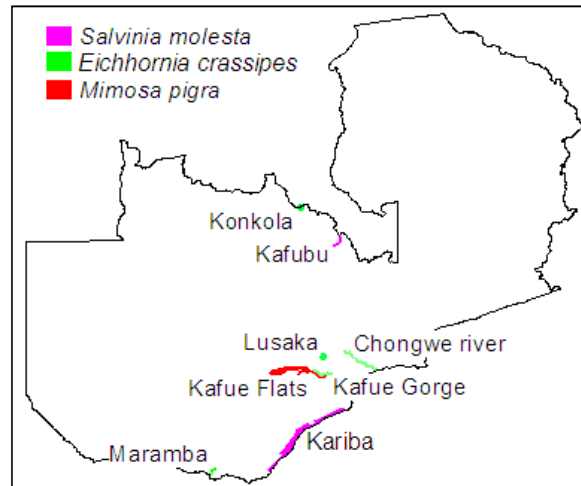 Salvinia molesta
Eichhornia crassipes
Mimosa pigra
Konkola
Kafubu
Lusaka
Chongwe river
Kafue Flats
Kafue Gorge
Kariba
Maramba